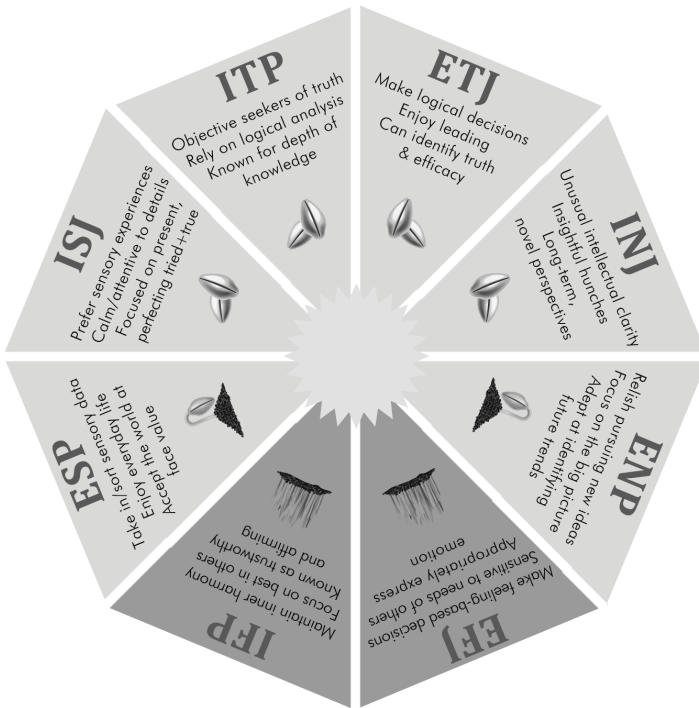 ITP
Objective seekers of truth
Rely on logical analysis
Known for depth of
knowledge
ETJ
Make logical decisions
Enjoy leading
Can identify truth
& efficacy
INJ
Unusual intellectual clarity
Insightful hunches
Long-term,
novel perspectives
ENP
Relish pursuing new ideas
Focus on the big picture
Adept at identifying
future trends
EFJ
Make feeling-based decisions
Sensitive to needs of others
Appropriately express
emotion
IFP
Maintain inner harmony
Focus on best in others
Known as trustworthy
and affirming
ESP
Take in/sort sensory data
Enjoy everyday life
Accept the world at
face value
ISJ
Prefer sensory experiences
Calm/attentive to details
Focused on present,
perfecting tried+true